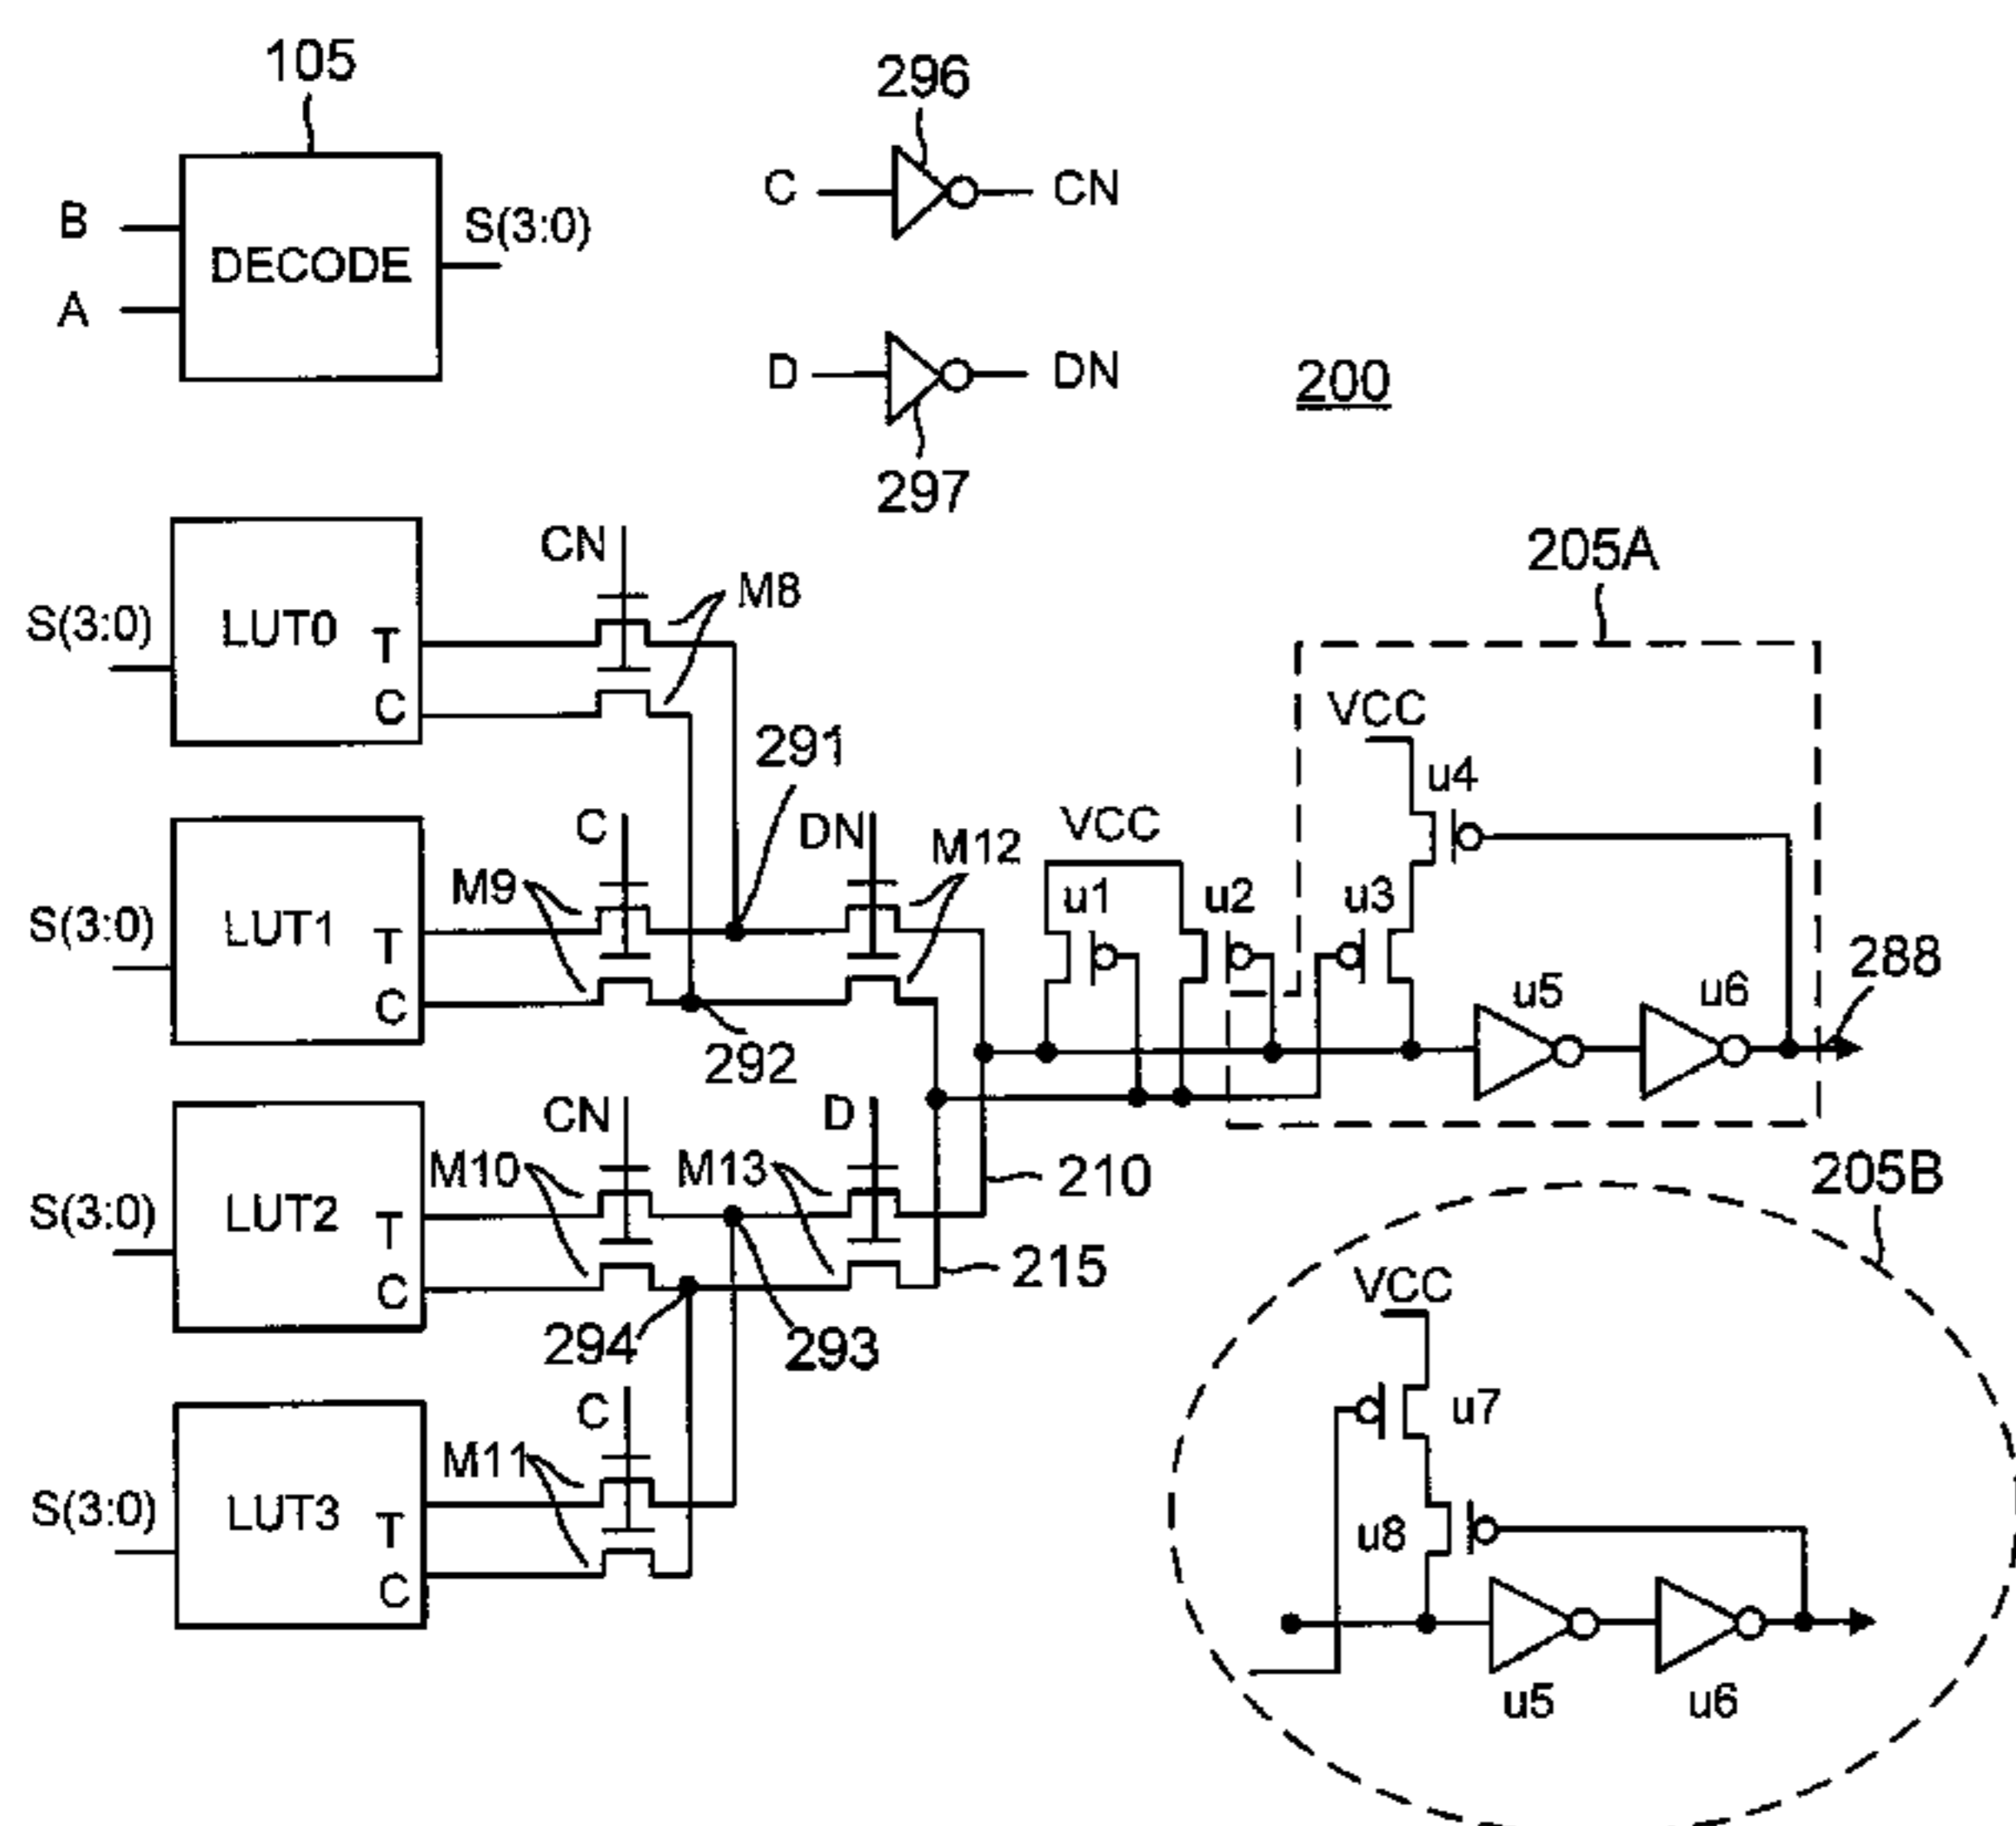 105
B
A
DECODE
S(3:0)
296
C
CN
D
DN
297
200
S(3:0)
LUT0
T
C
CN
M8
291
205A
VCC
u4
S(3:0)
LUT1
T
C
C
M9
DN
M12
292
VCC
u1
u2
u3
u5
u6
288
S(3:0)
LUT2
T
C
CN
M10
D
M13
210
215
294
293
S(3:0)
LUT3
T
C
C
M11
205B
VCC
u7
u8
u5
u6